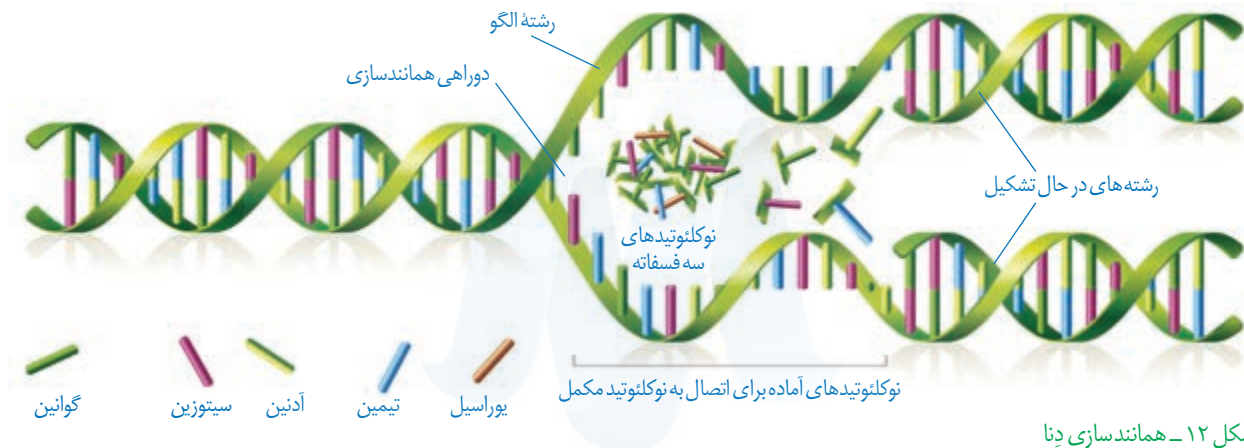 رشتهٔ الگو
دوراهی همانندسازی
رشته‌های در حال تشکیل
نوکلئوتیدهای
سه فسفاته
نوکلئوتیدهای آماده برای اتصال به نوکلئوتید مکمل
یوراسیل
تیمین
آدنین
سیتوزین
گوانین
کل ۱۲ـ همانندسازی دِنا